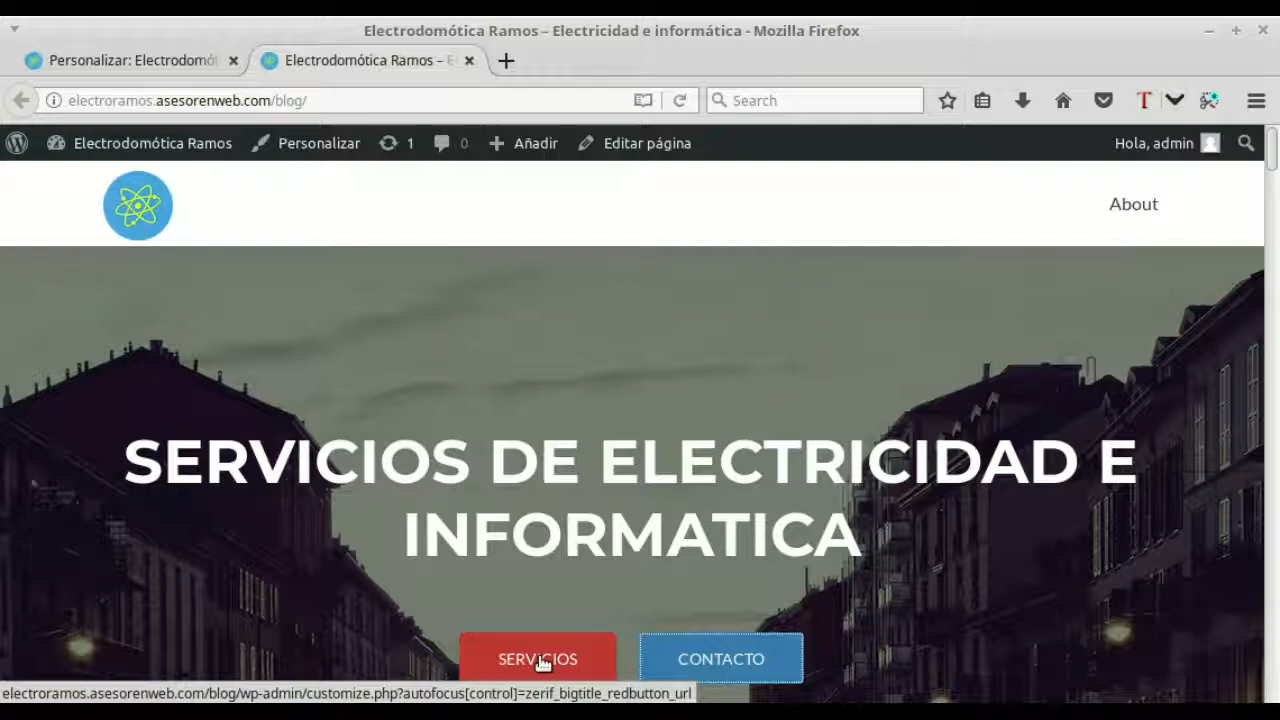 Electrodomótica Ramos – Electricidad e informática - Mozilla Firefox
Personalizar: Electrodomót
Electrodomótica Ramos – E
electroramos.asesorenweb.com/blog/
Search
Electrodomótica Ramos
Personalizar
1
0
Añadir
Editar página
Hola, admin
About
SERVICIOS DE ELECTRICIDAD E
INFORMATICA
SERVICIOS
CONTACTO
electroramos.asesorenweb.com/blog/wp-admin/customize.php?autofocus[control]=zerif_bigtitle_redbutton_url